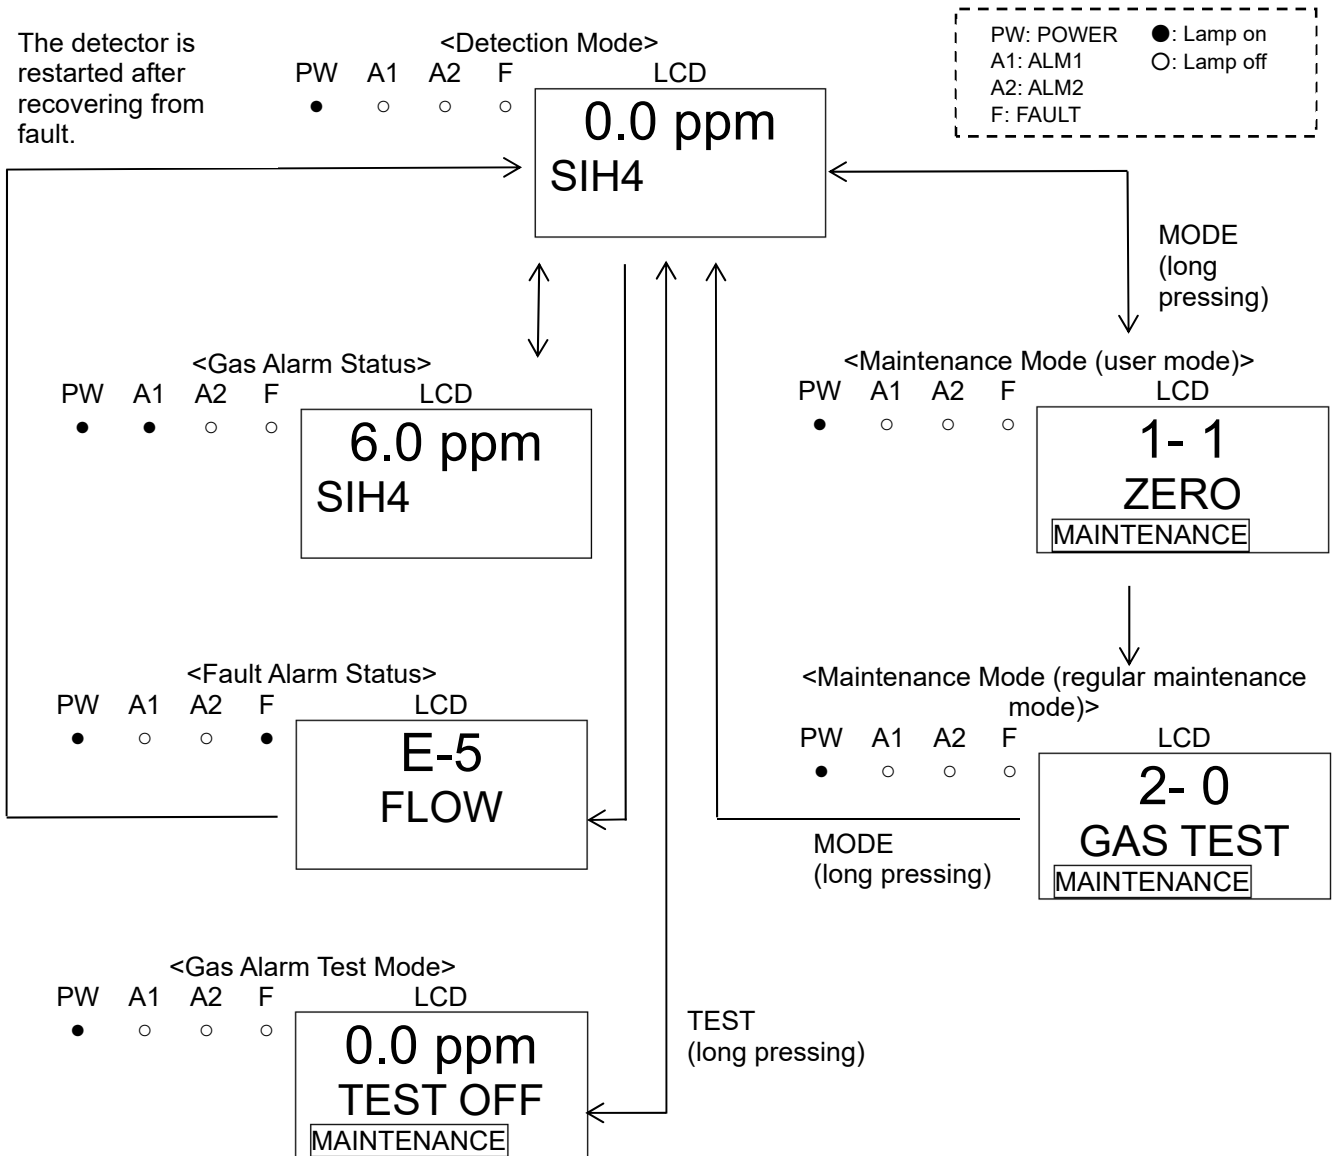 The detector is
restarted after
recovering from
fault.
<Detection Mode>
PW A1 A2 F LCD
● ○ ○ ○
0.0 ppm
SIH4
PW: POWER ●: Lamp on
A1: ALM1 ○: Lamp off
A2: ALM2
F: FAULT
MODE
(long
pressing)
<Gas Alarm Status>
PW A1 A2 F LCD
● ● ○ ○
6.0 ppm
SIH4
<Maintenance Mode (user mode)>
PW A1 A2 F LCD
● ○ ○ ○
1- 1
ZERO
MAINTENANCE
<Fault Alarm Status>
PW A1 A2 F LCD
● ○ ○ ●
E-5
FLOW
<Maintenance Mode (regular maintenance
mode)>
PW A1 A2 F LCD
● ○ ○ ○
2- 0
GAS TEST
MAINTENANCE
MODE
(long pressing)
<Gas Alarm Test Mode>
PW A1 A2 F LCD
● ○ ○ ○
0.0 ppm
TEST OFF
MAINTENANCE
TEST
(long pressing)